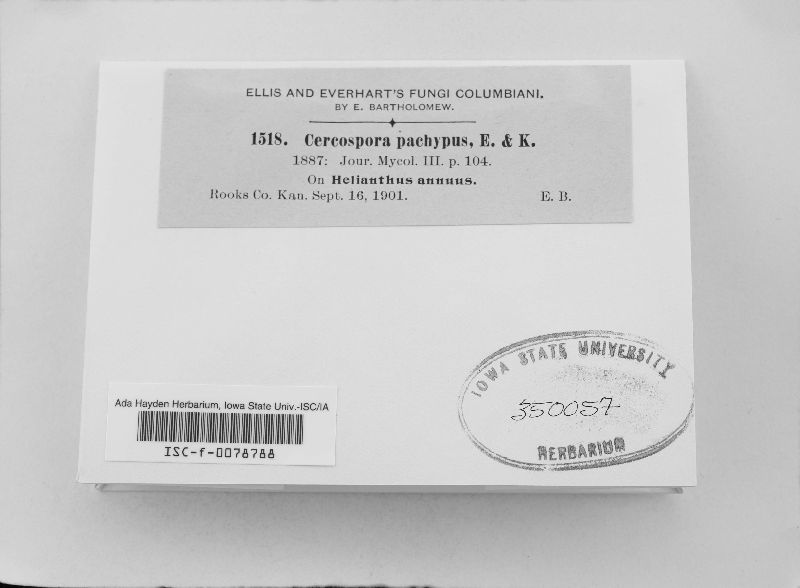 ELLIS AND EVERHART'S FUNGI COLUMBIANI.
BY E. BARTHOLOMEW.
1518. Cercospora pachypus, E. & K.
1887: Jour. Mycol. III. p. 104.
On Helianthus annuus.
Rooks Co. Kan. Sept. 16, 1901. E. B.
IOWA STATE UNIVERSITY
350057
HERBARIUM
Ada Hayden Herbarium, Iowa State Univ.-ISC/IA
ISC-f-0078788